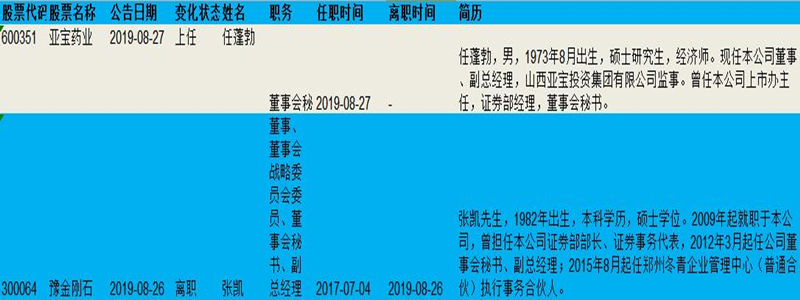 股票代码 股票名称 公告日期 变化状态 姓名 职务 任职时间 离职时间 简历
600351 亚宝药业 2019-08-27 上任 任蓬勃
任蓬勃，男，1973年8月出生，硕士研究生，经济师。现任本公司董事
、副总经理，山西亚宝投资集团有限公司监事。曾任本公司上市办主
任，证券部经理，董事会秘书。
董事会秘 2019-08-27 -
董事、
董事会
战略委
员会委
员、董
事会秘
书、副
总经理
张凯先生，1982年出生，本科学历，硕士学位。2009年起就职于本公
司，曾担任本公司证券部部长、证券事务代表，2012年3月起任公司董
事会秘书、副总经理；2015年8月起任郑州冬青企业管理中心（普通合
伙）执行事务合伙人。
300064 豫金刚石 2019-08-26 离职 张凯 2017-07-04 2019-08-26